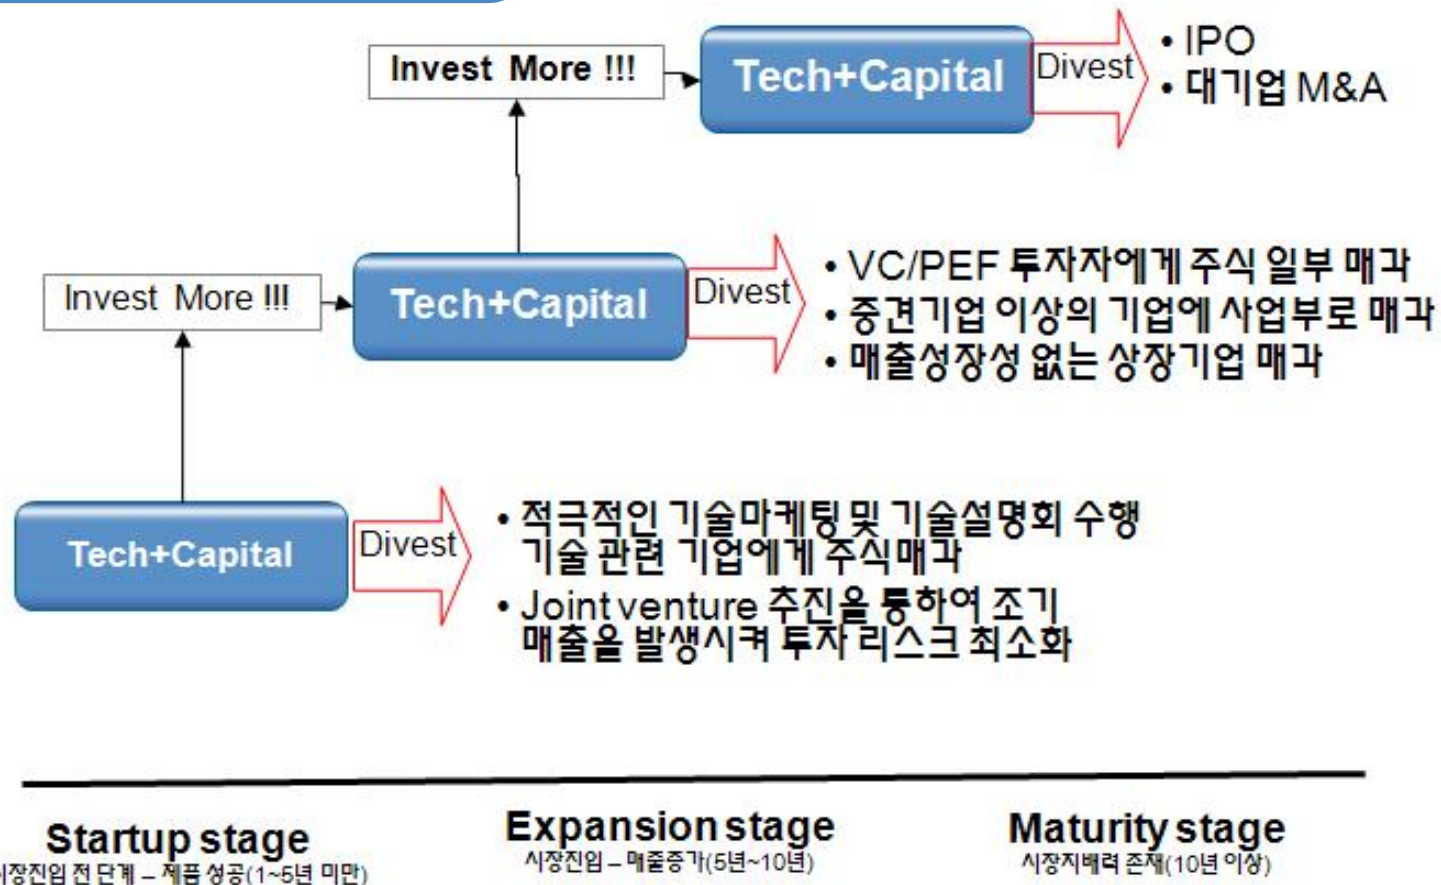 Invest More !!!
Tech+Capital
Divest
• IPO
• 대기업 M&A
Invest More !!!
Tech+Capital
Divest
• VC/PEF 투자자에게 주식 일부 매각
• 중견기업 이상의 기업에 사업부로 매각
• 매출성장성 없는 상장기업 매각
Tech+Capital
Divest
• 적극적인 기술마케팅 및 기술설명회 수행
기술 관련 기업에게 주식매각
• Joint venture 추진을 통하여 조기
매출을 발생시켜 투자 리스크 최소화
Startup stage
시장진입 전 단계 – 제품 성공(1~5년 미만)
Expansion stage
시장진입 – 매출증가(5년~10년)
Maturity stage
시장지배력 존재(10년 이상)